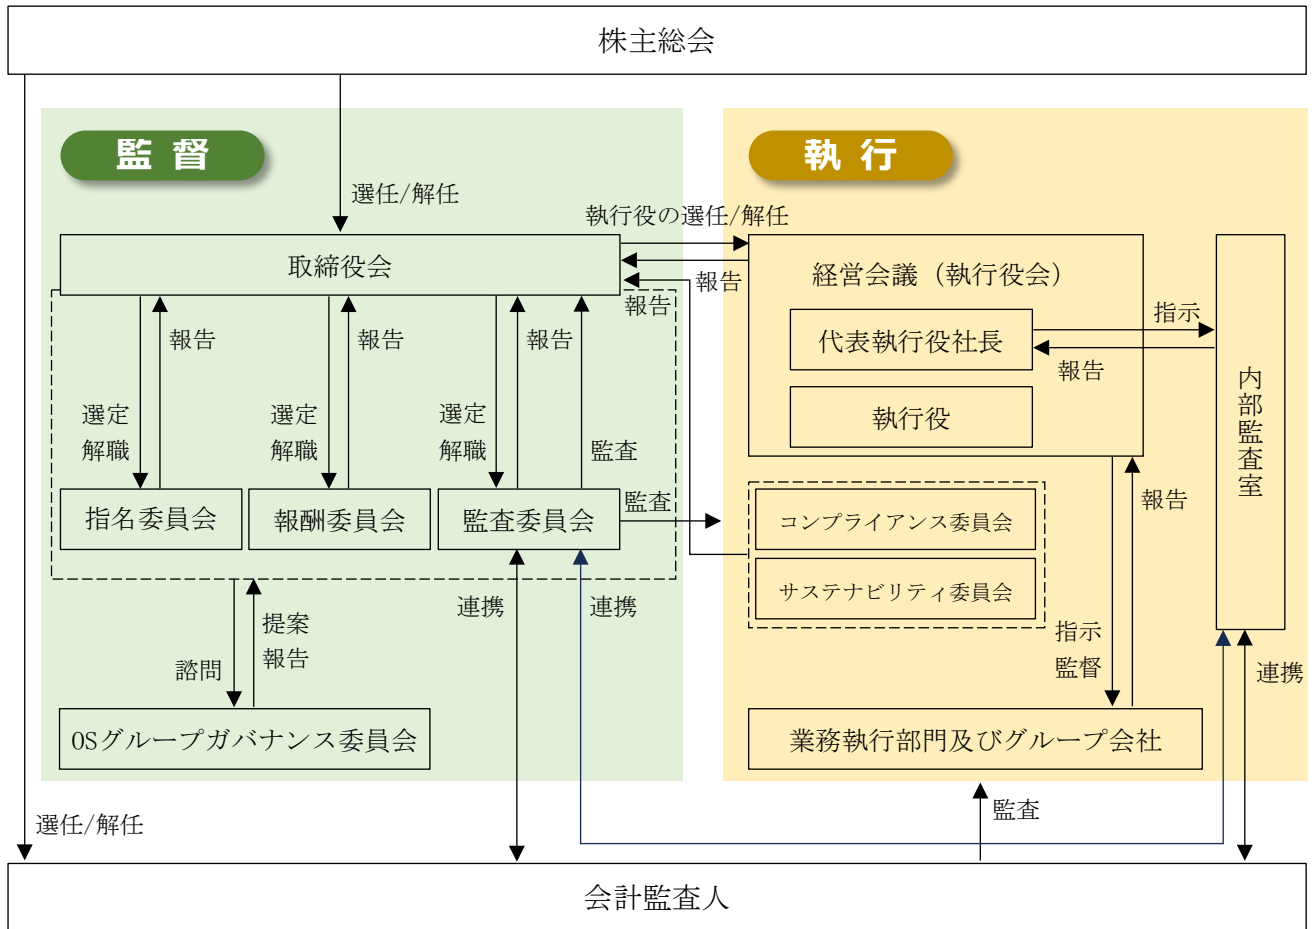 株主総会
監督
執行
選任/解任
執行役の選任/解任
取締役会
報告
経営会議（執行役会）
報告
指示
報告
報告
報告
代表執行役社長
報告
内部監査室
選定
解職
選定
解職
選定
解職
監査
執行役
指名委員会
報酬委員会
監査委員会
監査
コンプライアンス委員会
報告
サステナビリティ委員会
連携
連携
提案
報告
諮問
指示
監督
連携
OSグループガバナンス委員会
業務執行部門及びグループ会社
選任/解任
監査
会計監査人